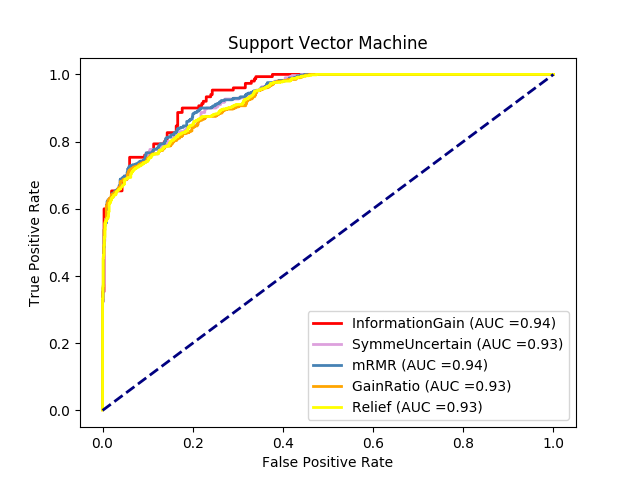 Support Vector Machine
True Positive Rate
1.0
0.8
0.6
0.4
0.2
0.0
InformationGain (AUC =0.94)
SymmeUncertain (AUC =0.93)
mRMR (AUC =0.94)
GainRatio (AUC =0.93)
Relief (AUC =0.93)
0.0 0.2 0.4 0.6 0.8 1.0
False Positive Rate